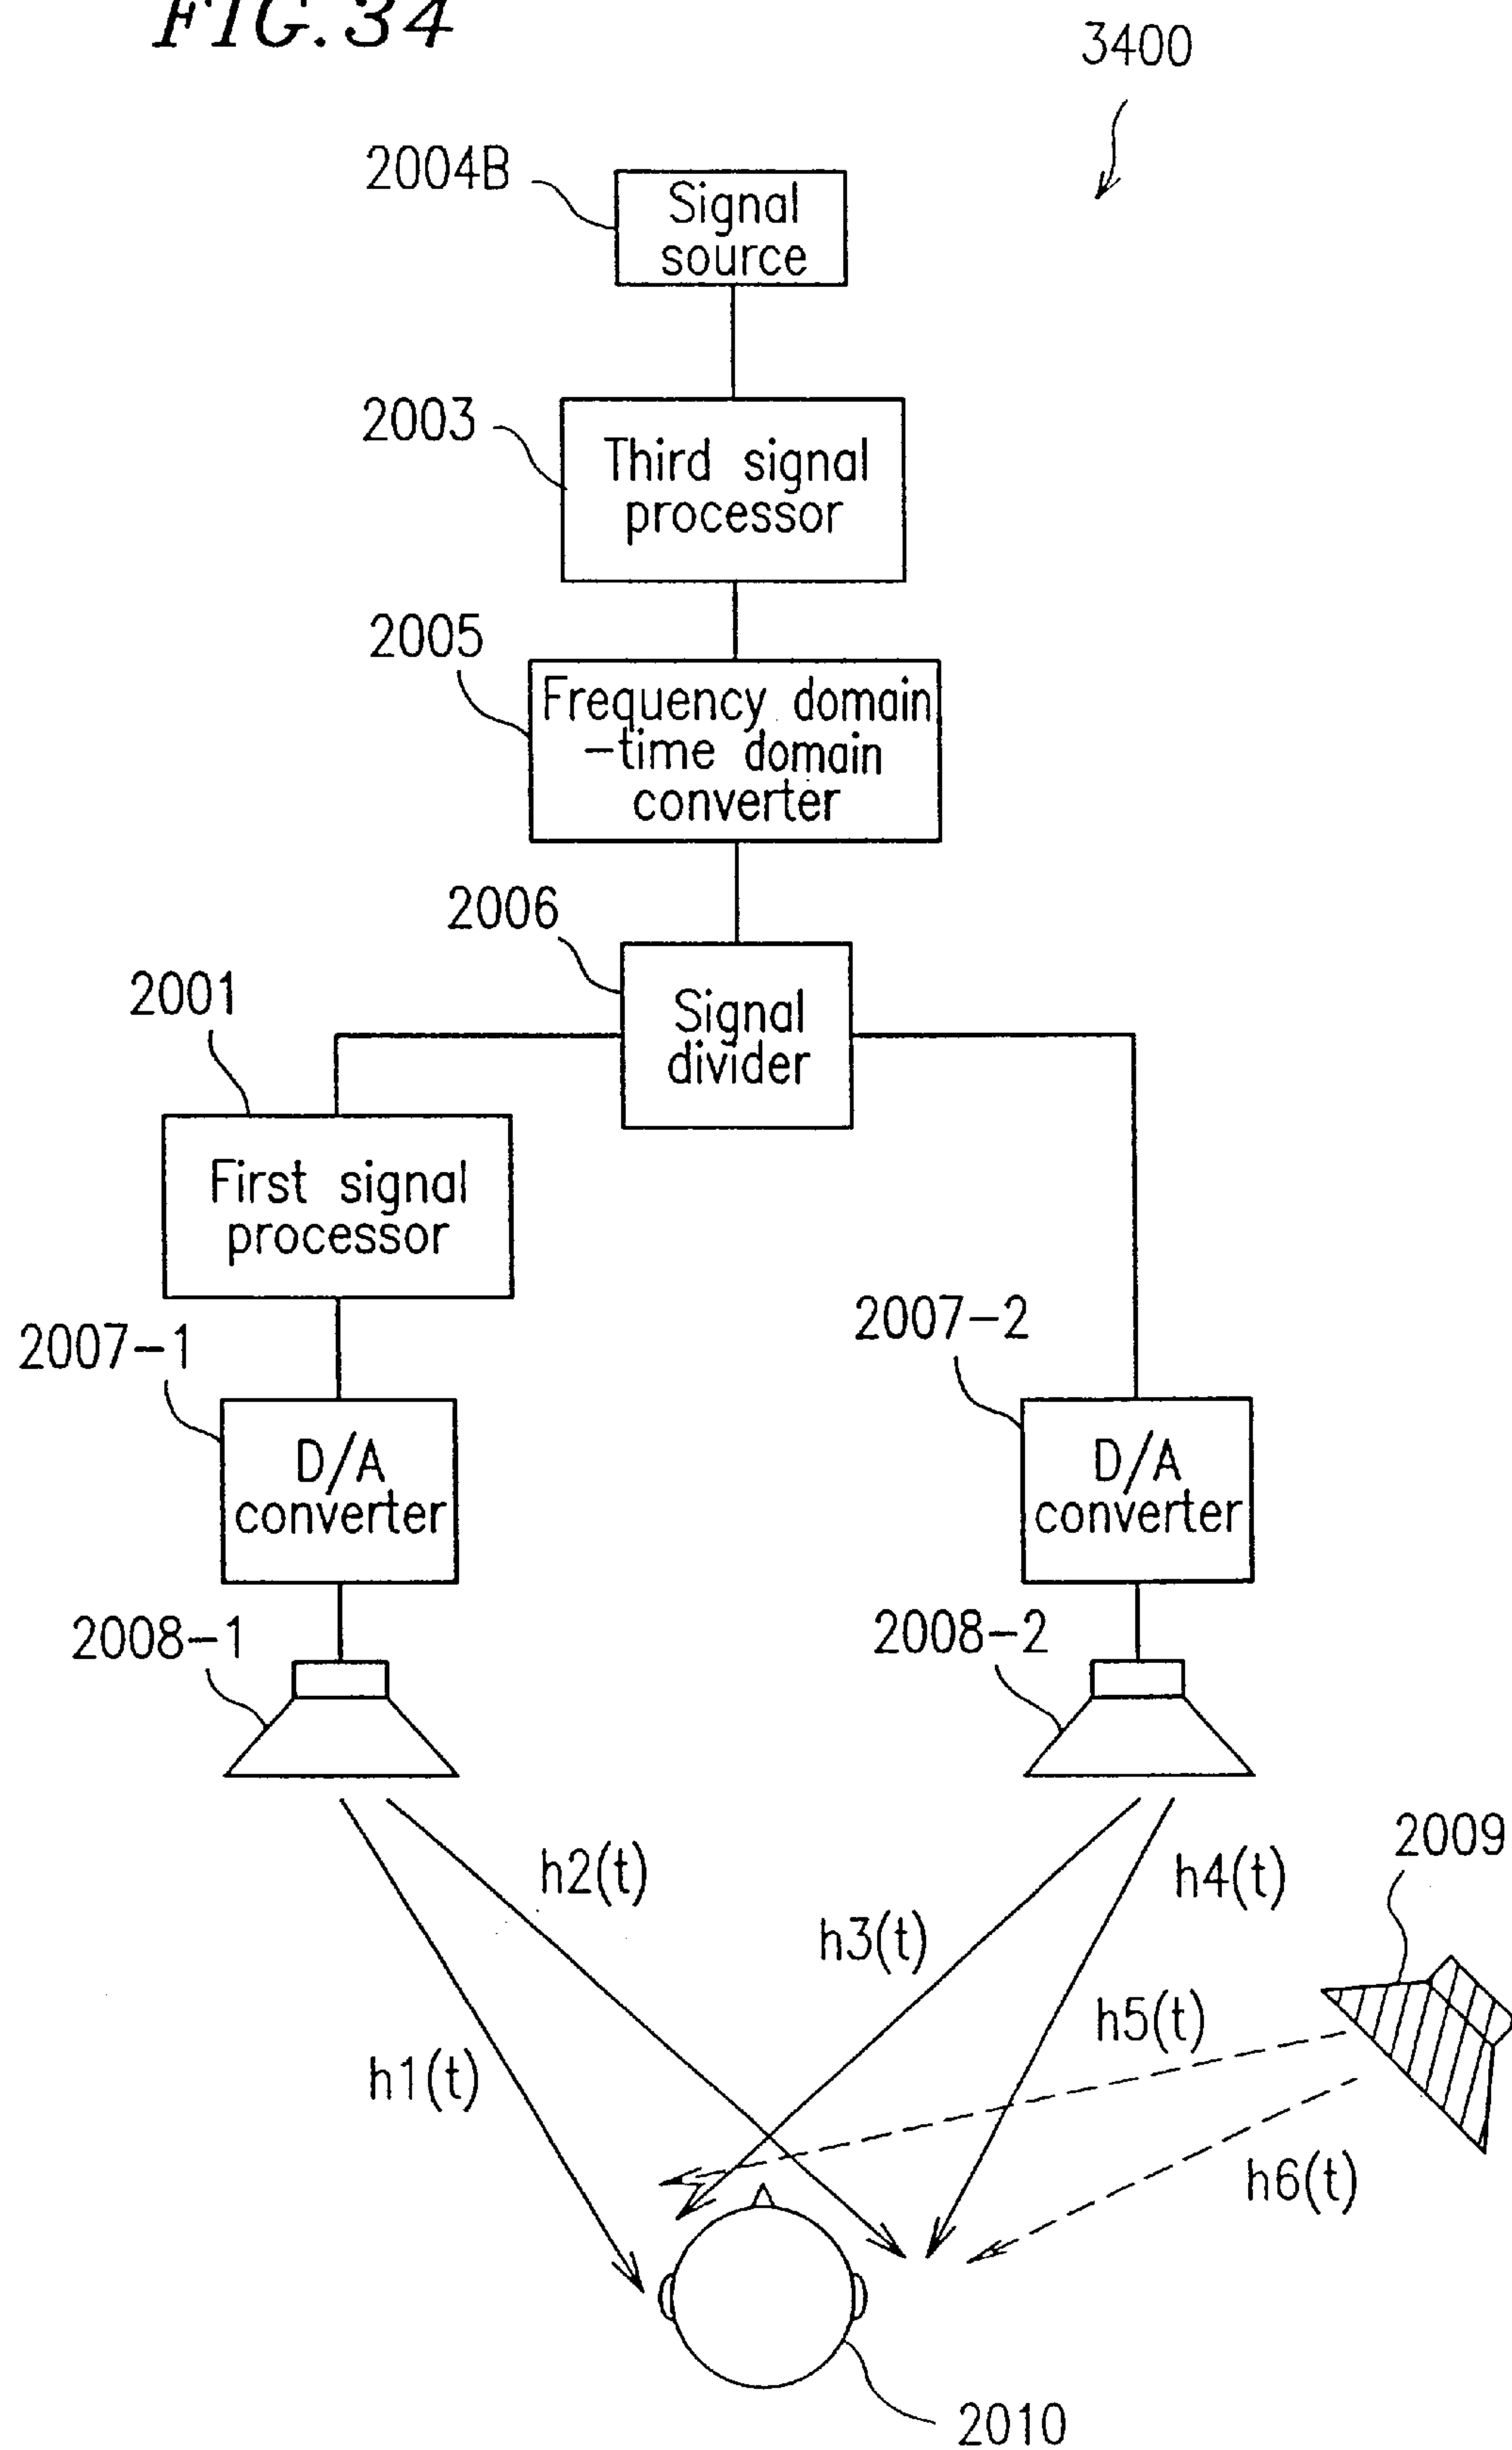 FIG. 34
3400
2004B
Signal
source
2003
Third signal
processor
2005
Frequency domain
-time domain
converter
2006
Signal
divider
2001
First signal
processor
2007-1
D/A
converter
2007-2
D/A
converter
2008-1
2008-2
h1(t)
h2(t)
h3(t)
h4(t)
2009
h5(t)
h6(t)
2010